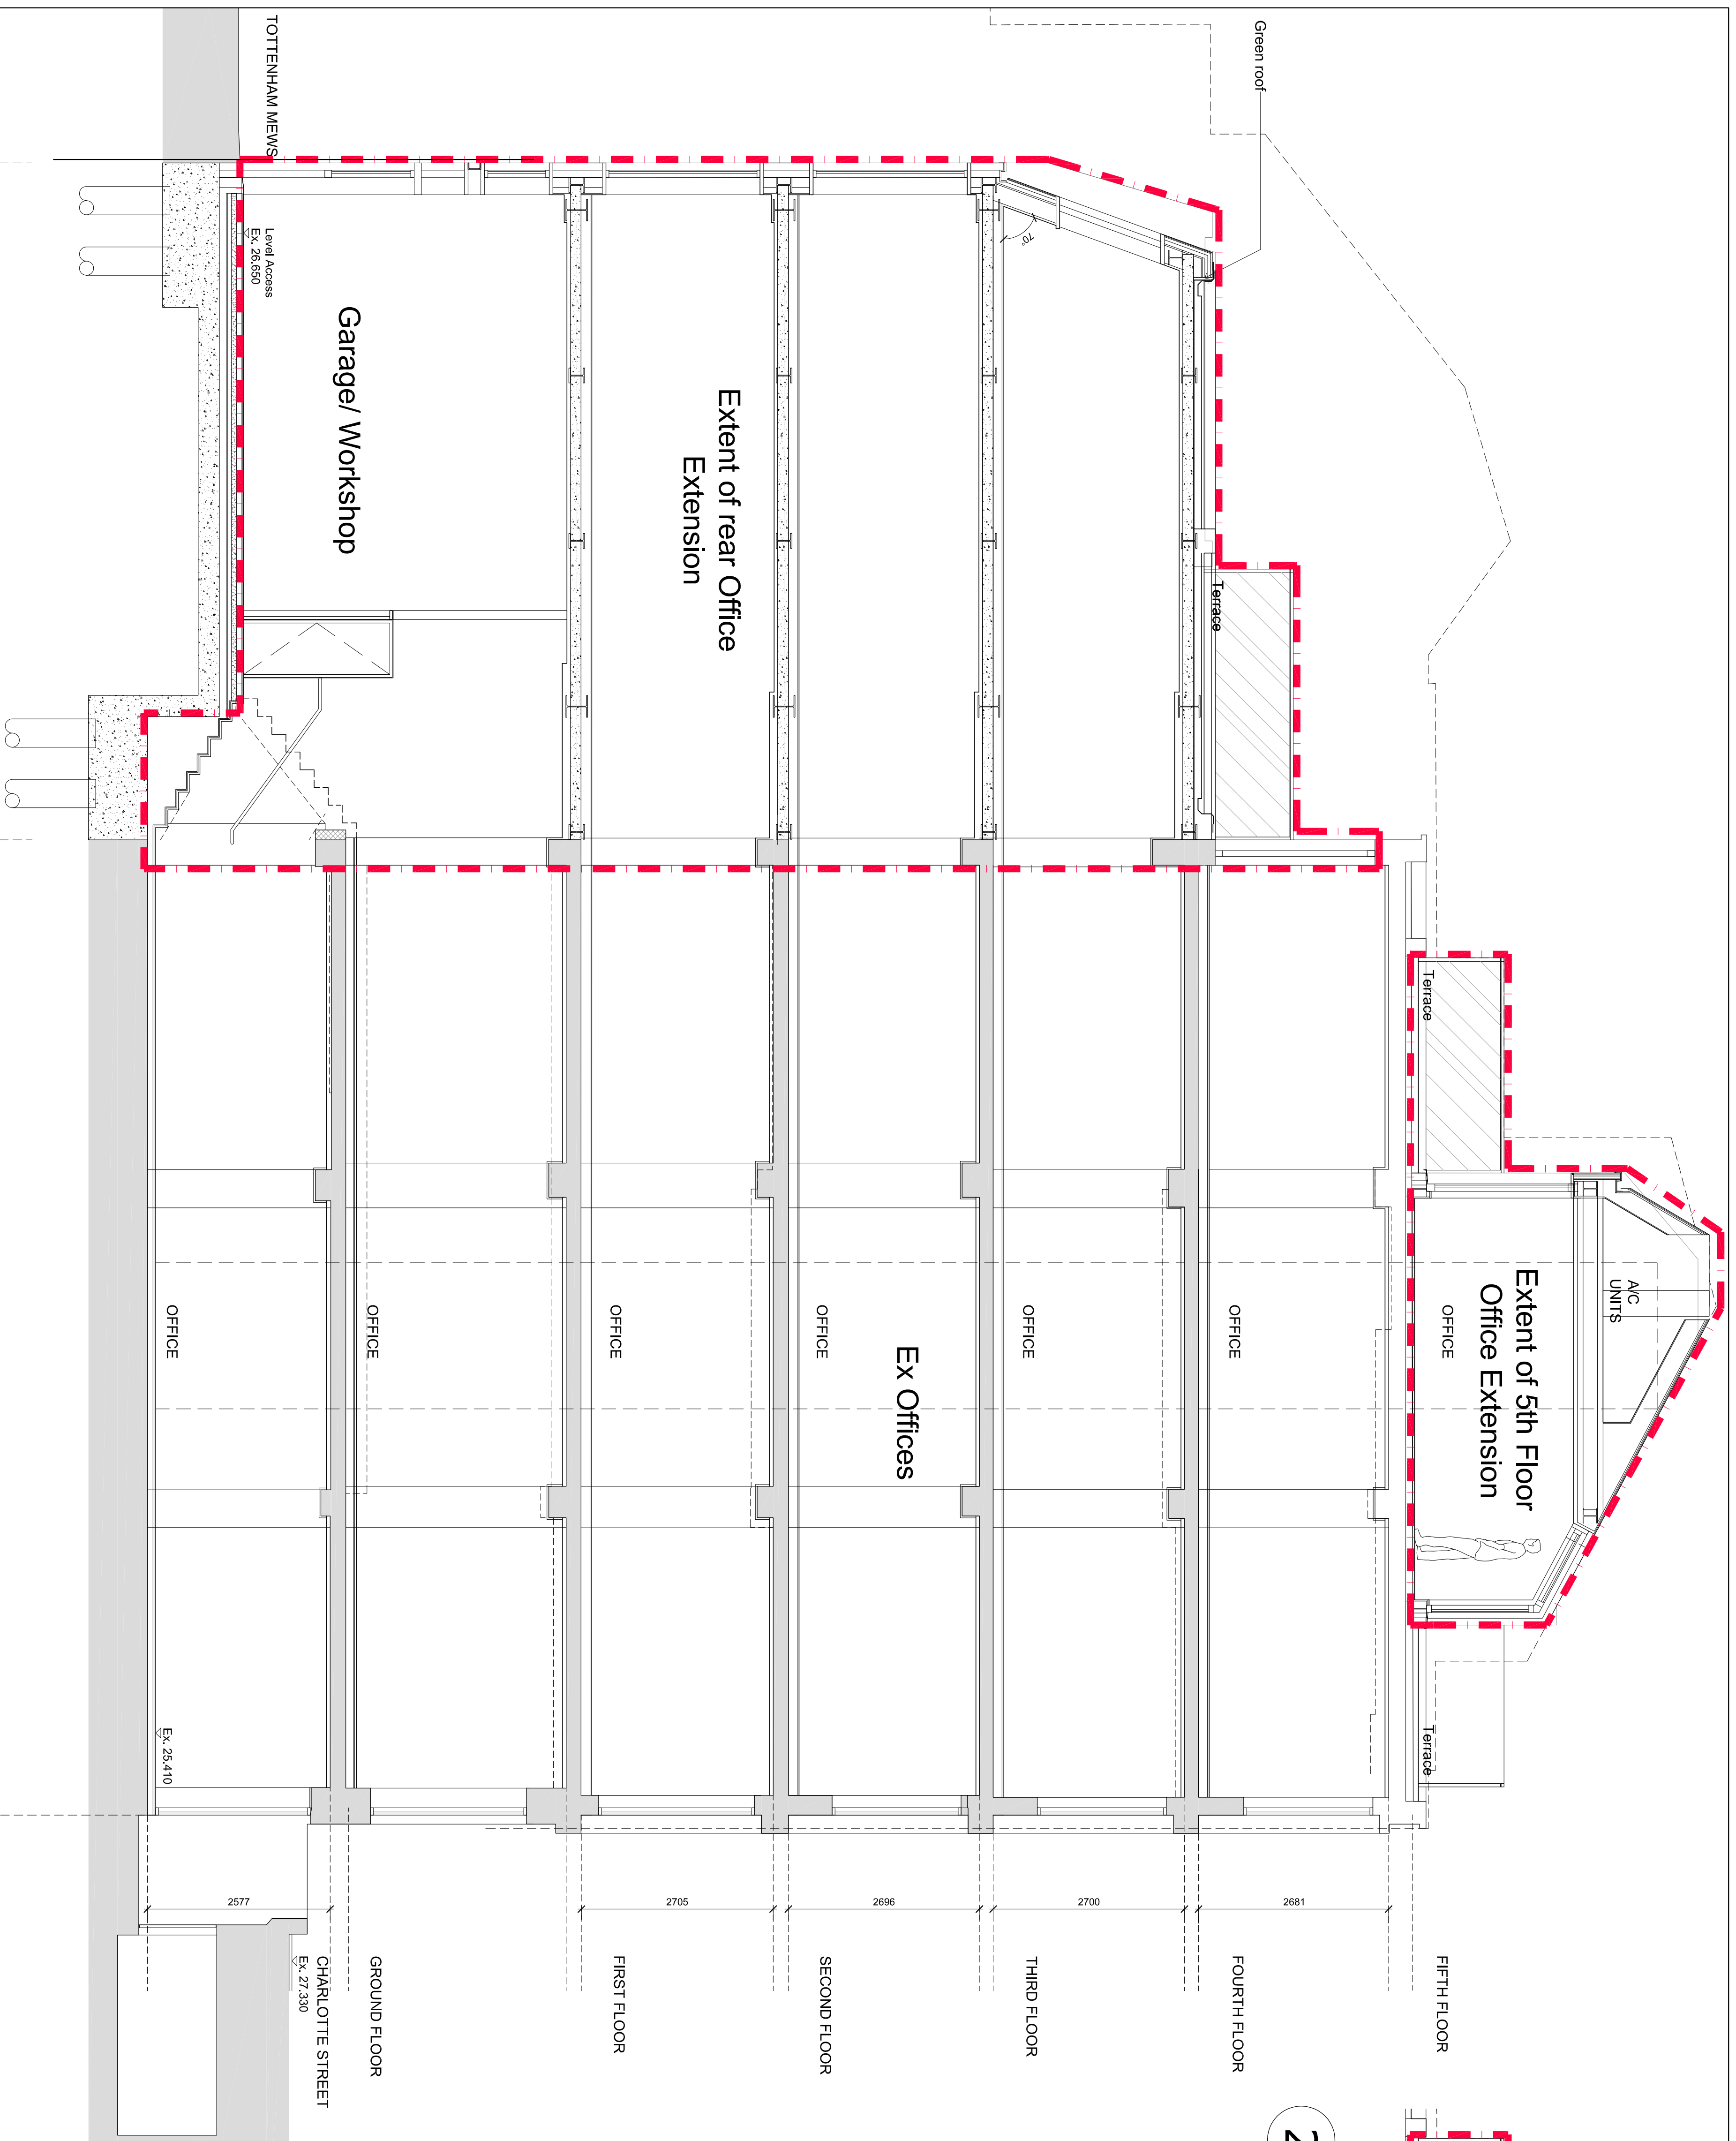 Green roof
TOTTENHAM MEWS
70°
Level Access
Ex. 26.650
Garage/ Workshop
Extent of rear Office
Extension
Terrace
Terrace
A/C
UNITS
Extent of 5th Floor
Office Extension
OFFICE
OFFICE
OFFICE
OFFICE
OFFICE
OFFICE
OFFICE
Ex Offices
Terrace
Ex. 25.410
2681
2700
2696
2705
2577
FIFTH FLOOR
FOURTH FLOOR
THIRD FLOOR
SECOND FLOOR
FIRST FLOOR
GROUND FLOOR
CHARLOTTE STREET
Ex. 27.330
2